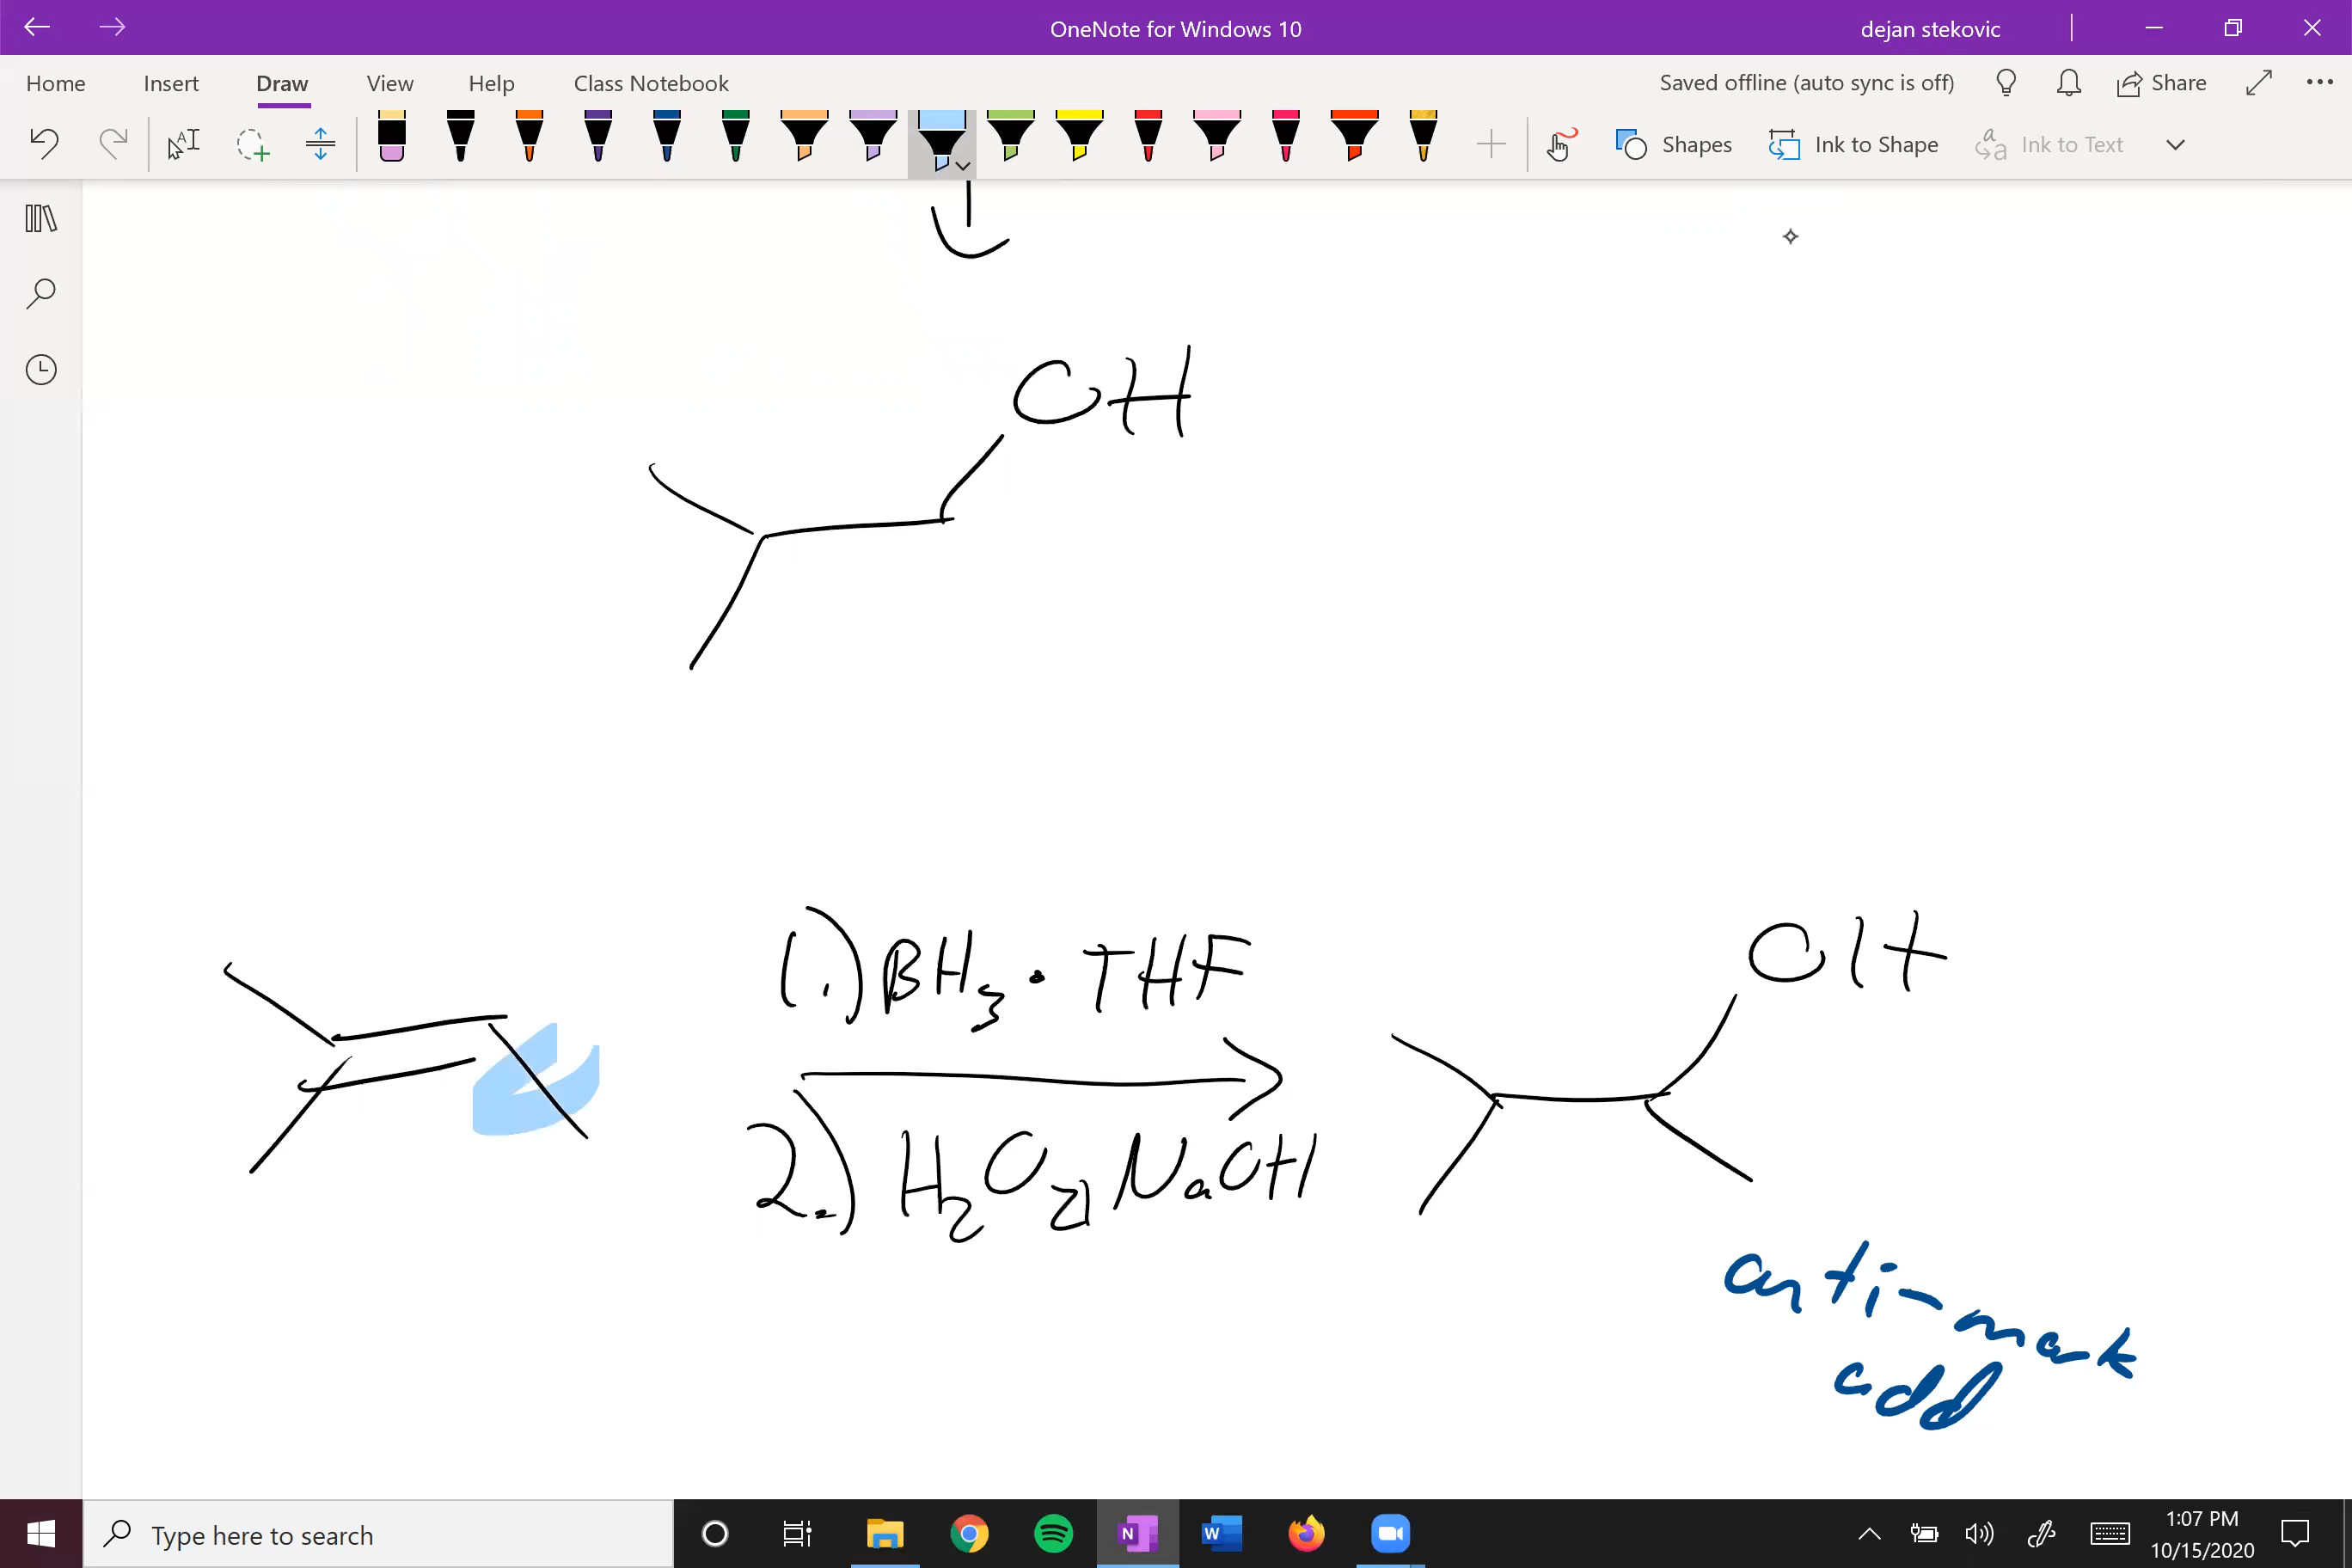 OneNote for Windows 10
dejan stekovic
Home Insert Draw View Help Class Notebook
Saved offline (auto sync is off) Share
Shapes Ink to Shape Ink to Text
OH
1.) BH3 · THF
OH
2.) H2O2, NaOH
anti-mark
add
Type here to search
1:07 PM
10/15/2020